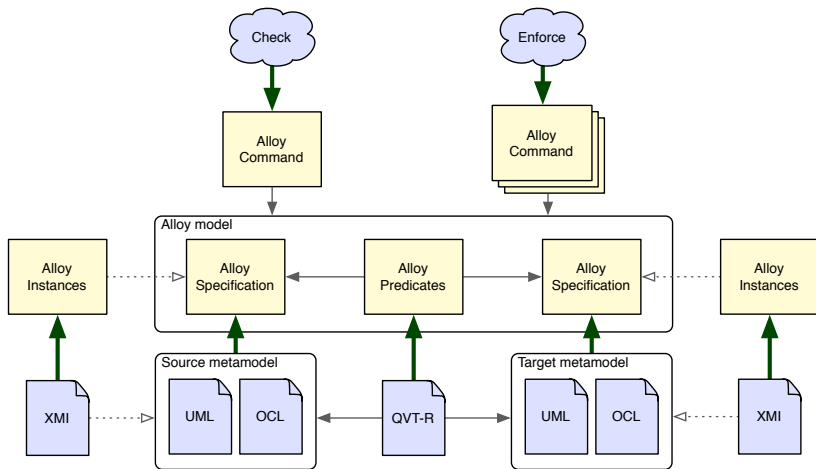 Check
Enforce
Alloy
Command
Alloy
Command
Alloy model
Alloy
Instances
Alloy
Specification
Alloy
Predicates
Alloy
Specification
Alloy
Instances
Source metamodel
Target metamodel
XMI
UML
OCL
QVT-R
UML
OCL
XMI